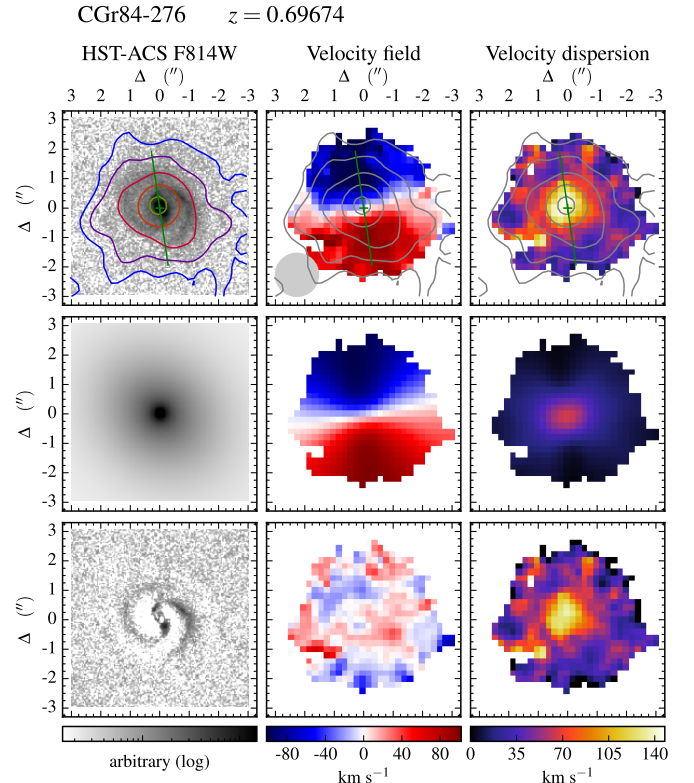 CGr84-276 z = 0.69674
HST-ACS F814W Velocity field Velocity dispersion
Δ (″) Δ (″) Δ (″)
3 2 1 0 -1 -2 -3 3 2 1 0 -1 -2 -3 3 2 1 0 -1 -2 -3
3
2
1
Δ (″) 0
-1
-2
-3
3
2
1
Δ (″) 0
-1
-2
-3
3
2
1
Δ (″) 0
-1
-2
-3
arbitrary (log)
-80 -40 0 40 80
km s⁻¹
0 35 70 105 140
km s⁻¹